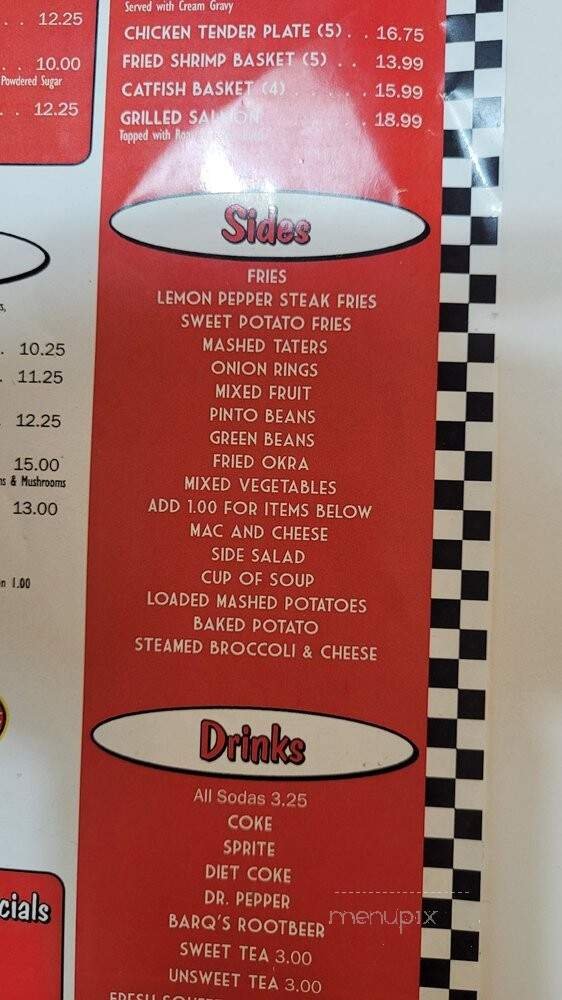 . . 12.25
. . 10.00
Powdered Sugar
. . 12.25
. 10.25
. 11.25
12.25
15.00
& Mushrooms
13.00
1.00
cials
Served with Cream Gravy
CHICKEN TENDER PLATE (5) . . 16.75
FRIED SHRIMP BASKET (5) . . 13.99
CATFISH BASKET (4) . . . . . . 15.99
GRILLED SALMON . . . . . . . 18.99
Topped with
Sides
FRIES
LEMON PEPPER STEAK FRIES
SWEET POTATO FRIES
MASHED TATERS
ONION RINGS
MIXED FRUIT
PINTO BEANS
GREEN BEANS
FRIED OKRA
MIXED VEGETABLES
ADD 1.00 FOR ITEMS BELOW
MAC AND CHEESE
SIDE SALAD
CUP OF SOUP
LOADED MASHED POTATOES
BAKED POTATO
STEAMED BROCCOLI & CHEESE
Drinks
All Sodas 3.25
COKE
SPRITE
DIET COKE
DR. PEPPER
BARQ'S ROOTBEER
SWEET TEA 3.00
UNSWEET TEA 3.00
menupix